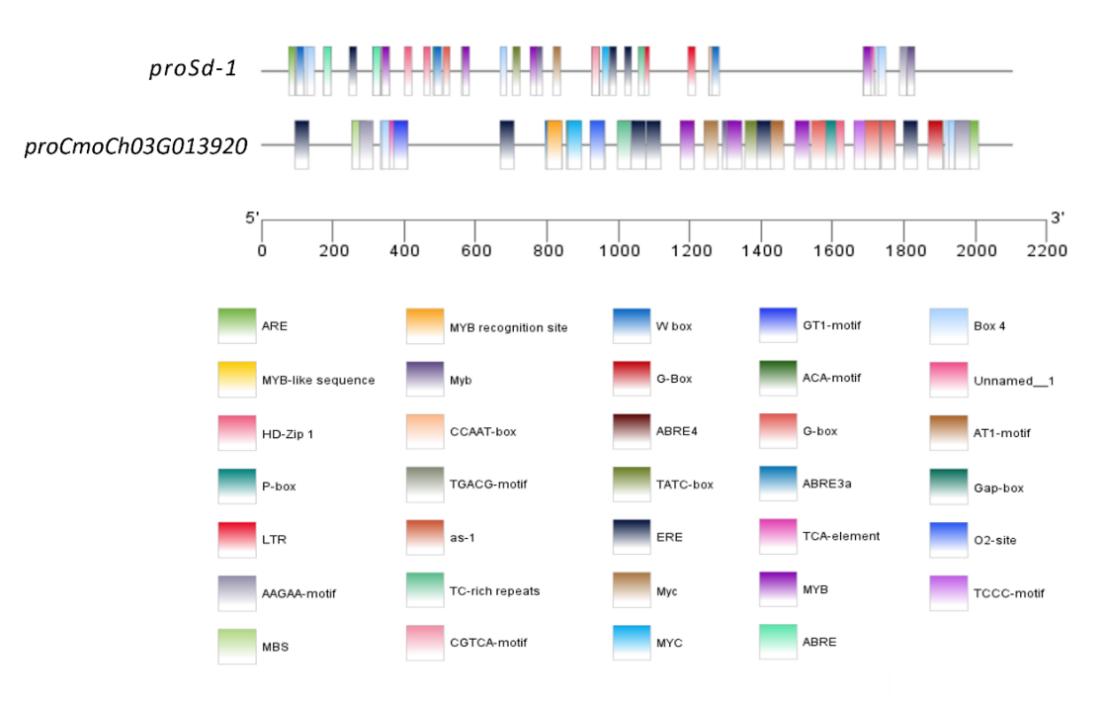 proSd-1
proCmoCh03G013920
5' 3'
0 200 400 600 800 1000 1200 1400 1600 1800 2000 2200
ARE MYB recognition site W box GT1-motif Box 4
MYB-like sequence Myb G-Box ACA-motif Unnamed__1
HD-Zip 1 CCAAT-box ABRE4 G-box AT1-motif
P-box TGACG-motif TATC-box ABRE3a Gap-box
LTR as-1 ERE TCA-element O2-site
AAGAA-motif TC-rich repeats Myc MYB TCCC-motif
MBS CGTCA-motif MYC ABRE